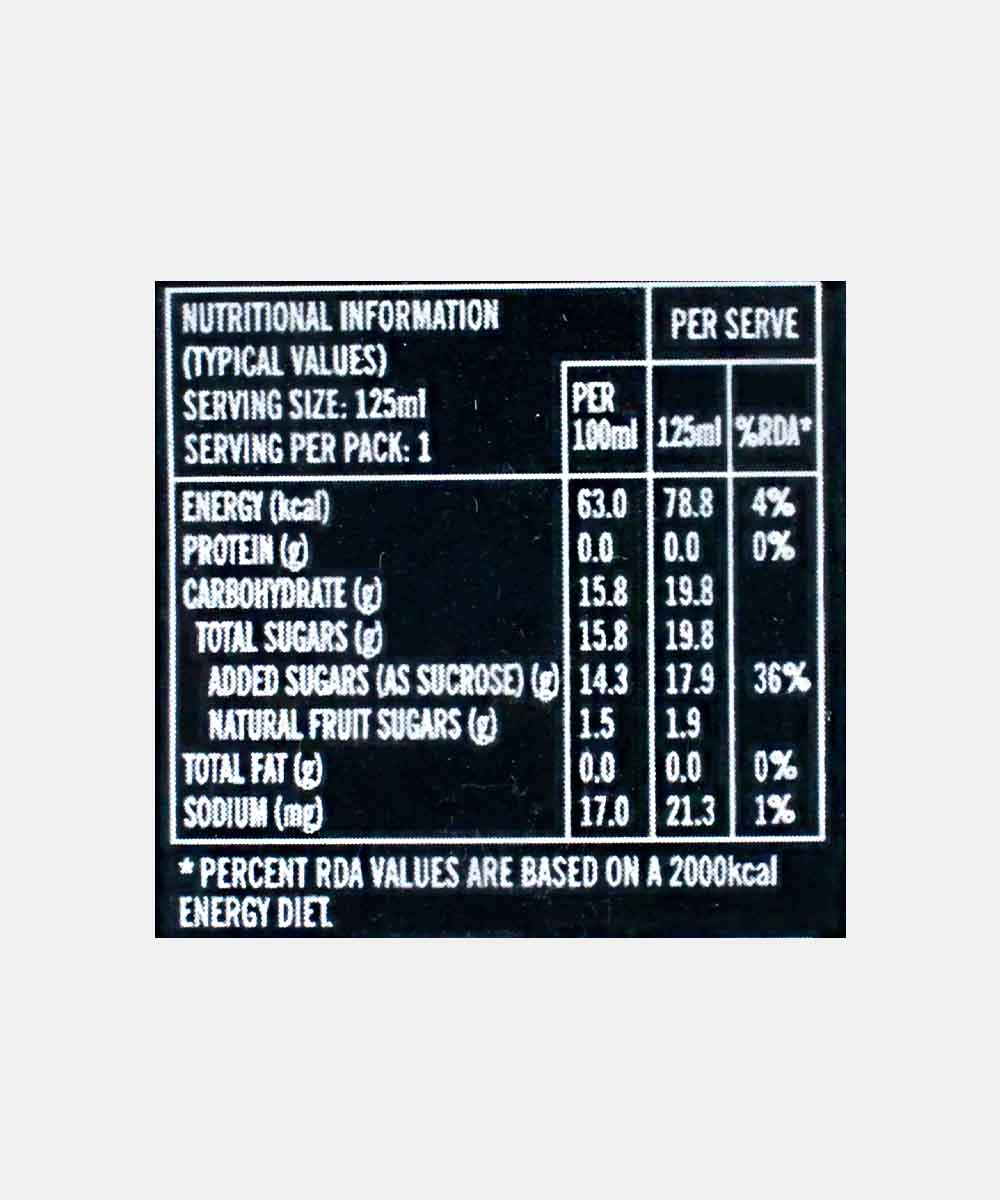 NUTRITIONAL INFORMATION
(TYPICAL VALUES)
SERVING SIZE: 125ml
SERVING PER PACK: 1
PER SERVE
PER 100ml 125ml %RDA*
ENERGY (kcal) 63.0 78.8 4%
PROTEIN (g) 0.0 0.0 0%
CARBOHYDRATE (g) 15.8 19.8
TOTAL SUGARS (g) 15.8 19.8
ADDED SUGARS (AS SUCROSE) (g) 14.3 17.9 36%
NATURAL FRUIT SUGARS (g) 1.5 1.9
TOTAL FAT (g) 0.0 0.0 0%
SODIUM (mg) 17.0 21.3 1%
* PERCENT RDA VALUES ARE BASED ON A 2000kcal
ENERGY DIET.